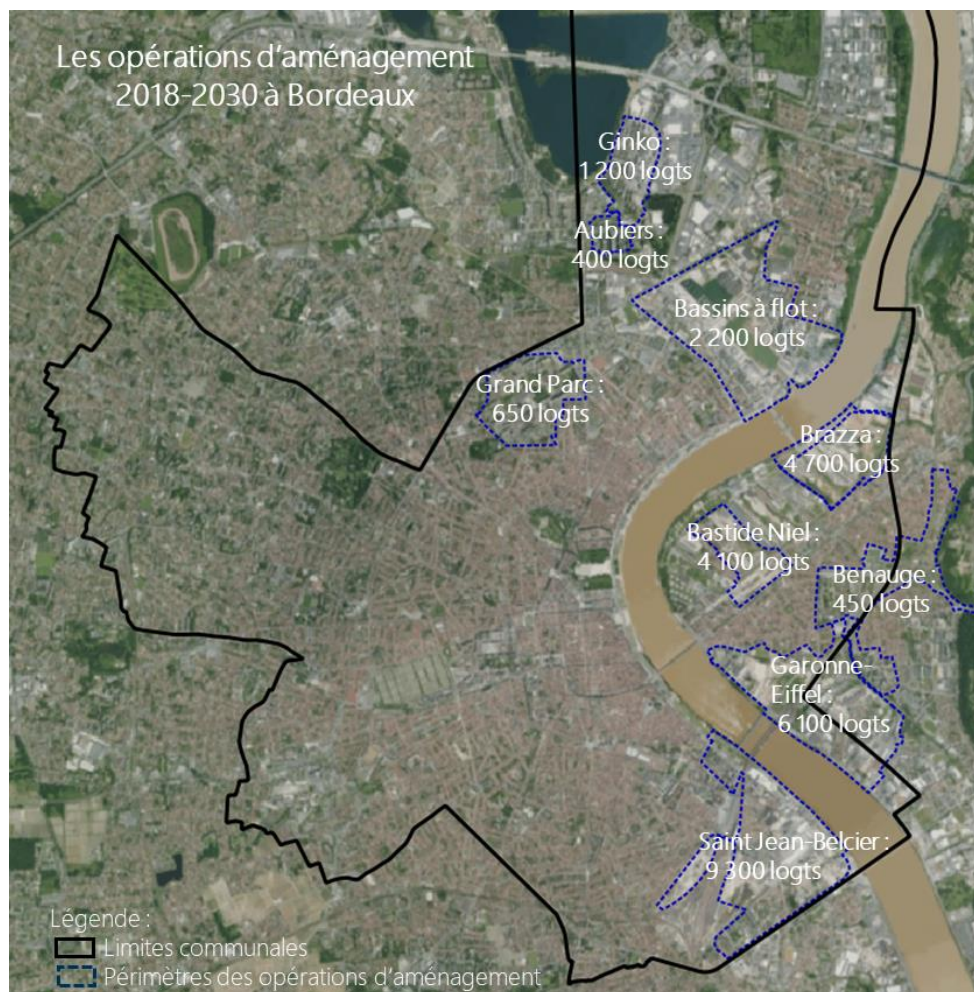 Les opérations d'aménagement
2018-2030 à Bordeaux
Ginko :
1 200 logts
Aubiers :
400 logts
Bassins à flot :
2 200 logts
Grand Parc :
650 logts
Brazza :
4 700 logts
Bastide Niel :
4 100 logts
Benauge :
450 logts
Garonne-
Eiffel :
6 100 logts
Saint Jean-Belcier :
9 300 logts
Légende :
Limites communales
Périmètres des opérations d'aménagement